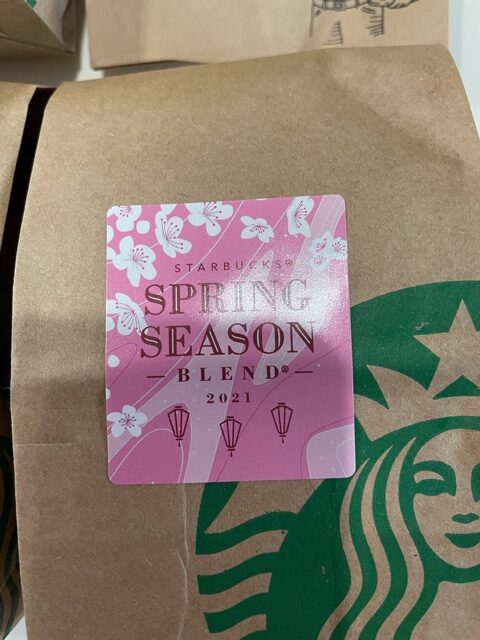 STARBUCKS®
SPRING
SEASON
BLEND®
2021